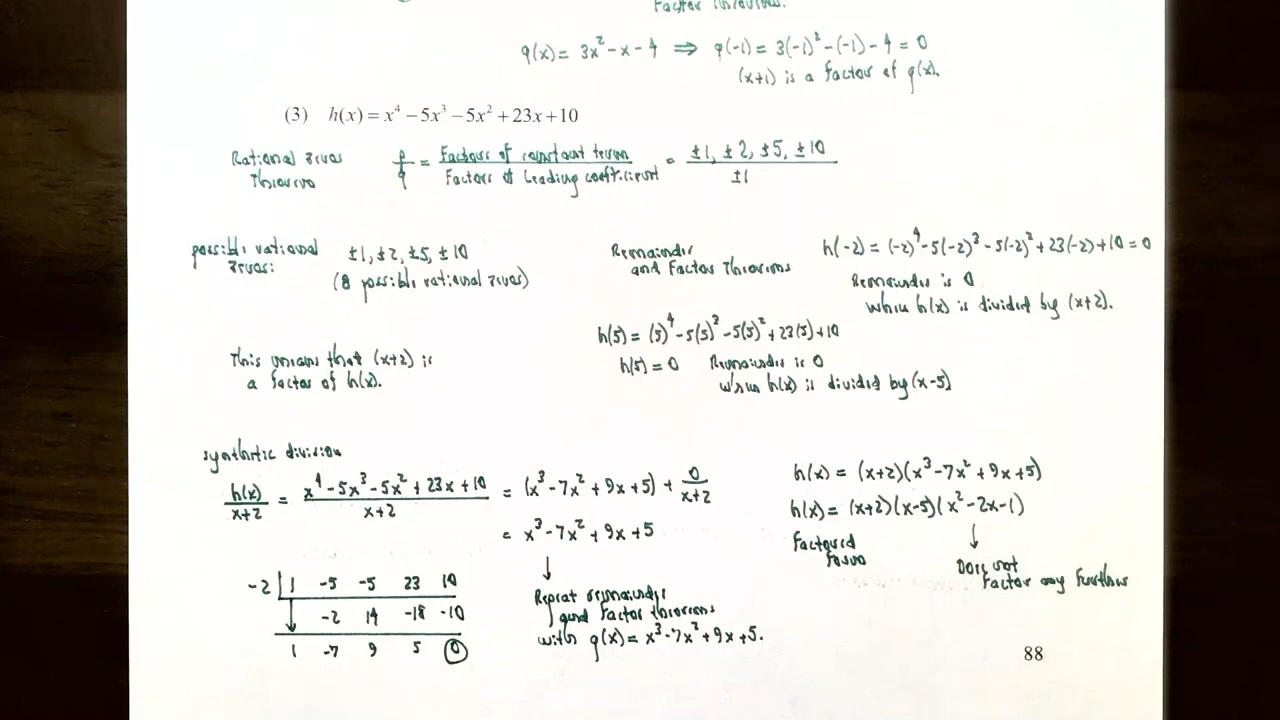 Factor Theorems.
q(x) = 3x² - x - 4 ⟹ q(-1) = 3(-1)² - (-1) - 4 = 0
(x+1) is a factor of q(x).
(3) h(x) = x⁴ - 5x³ - 5x² + 23x + 10
Rational Zeros Theorem
p/q = Factors of constant term / Factors of Leading coefficient = ±1, ±2, ±5, ±10 / ±1
possible rational zeros: ±1, ±2, ±5, ±10
(8 possible rational zeros)
Remainder and Factor Theorems
h(-2) = (-2)⁴ - 5(-2)³ - 5(-2)² + 23(-2) + 10 = 0
Remainder is 0
when h(x) is divided by (x+2).
This means that (x+2) is
a factor of h(x).
h(5) = (5)⁴ - 5(5)³ - 5(5)² + 23(5) + 10
h(5) = 0 Remainder is 0
when h(x) is divided by (x-5)
synthetic division
h(x)/(x+2) = (x⁴ - 5x³ - 5x² + 23x + 10)/(x+2) = (x³ - 7x² + 9x + 5) + 0/(x+2)
= x³ - 7x² + 9x + 5
-2 | 1 -5 -5 23 10
-2 14 -18 -10
1 -7 9 5 0
↓
Repeat remainder
and Factor theorems
with q(x) = x³ - 7x² + 9x + 5.
h(x) = (x+2)(x³ - 7x² + 9x + 5)
h(x) = (x+2)(x-5)(x² - 2x - 1)
Factored
Form
↓
Does not
Factor any further
88